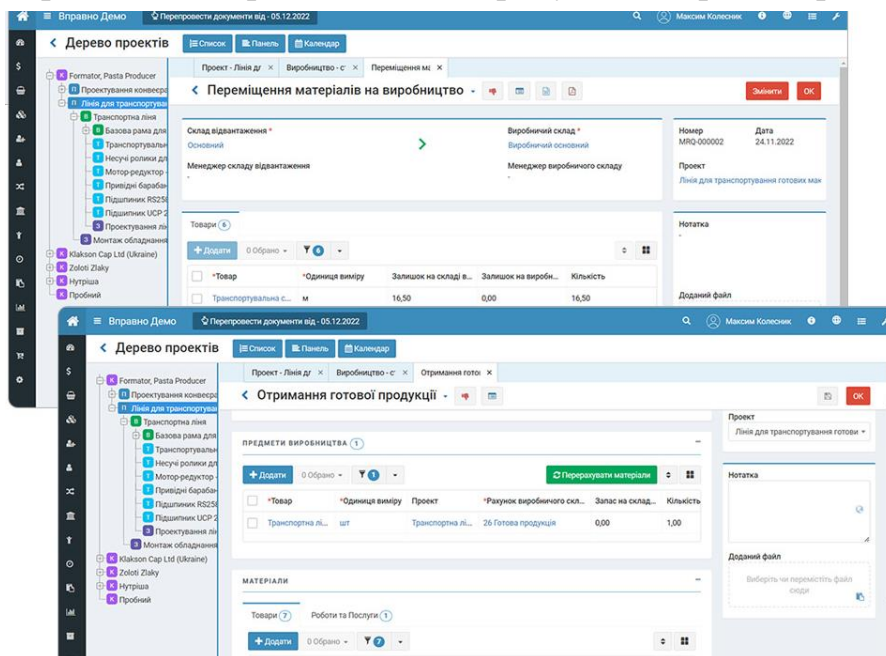 Вправно Демо
Перепровести документи від - 05.12.2022
Максим Колесник
Дерево проектів
Список
Панель
Календар
Formator, Pasta Producer
Проектування конвеєра
Лінія для транспортуван
Транспортна лінія
Базова рама для
Транспортувальн
Несучі ролики дл
Мотор-редуктор -
Привідні барабан
Підшипник RS25
Підшипник UCP 2
Проектування лін
Монтаж обладнання
Klakson Cap Ltd (Ukraine)
Zoloti Zlaky
Нутріша
Пробний
Проект - Лінія дг ×
Виробництво - с ×
Переміщення ма ×
Переміщення матеріалів на виробництво
Змінити
OK
Склад відвантаження *
Основний
Менеджер складу відвантаження
-
Виробничий склад *
Виробничий основний
Менеджер виробничого складу
-
Номер
MRQ-000002
Дата
24.11.2022
Проект
Лінія для транспортування готових мак
Товари 6
+ Додати
0 Обрано
6
*Товар
*Одиниця виміру
Залишок на складі в...
Залишок на виробн...
Кількість
Транспортувальна с...
м
16,50
0,00
16,50
Нотатка
-
Доданий файл
Вправно Демо
Перепровести документи від - 05.12.2022
Максим Колесник
Дерево проектів
Список
Панель
Календар
Formator, Pasta Producer
Проектування конвеєра
Лінія для транспортуван
Транспортна лінія
Базова рама для
Транспортувальн
Несучі ролики дл
Мотор-редуктор -
Привідні барабан
Підшипник RS25
Підшипник UCP 2
Проектування лін
Монтаж обладнання
Klakson Cap Ltd (Ukraine)
Zoloti Zlaky
Нутріша
Пробний
Проект - Лінія дг ×
Виробництво - с ×
Отримання готог ×
Отримання готової продукції
OK
ПРЕДМЕТИ ВИРОБНИЦТВА 1
+ Додати
0 Обрано
1
Перерахувати матеріали
*Товар
*Одиниця виміру
Проект
*Рахунок виробничого скл...
Запас на склад...
Кількість
Транспортна лі...
шт
Транспортна лі...
26 Готова продукція
0,00
1,00
МАТЕРІАЛИ
Товари 7
Роботи та Послуги 1
+ Додати
0 Обрано
7
Проект
Лінія для транспортування готови
Нотатка
Доданий файл
Виберіть чи перемістіть файл
сюди